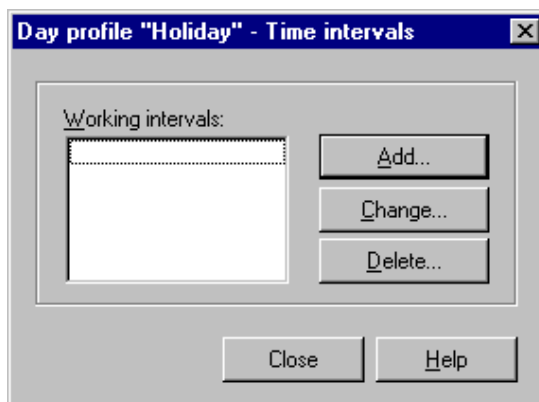 Day profile "Holiday" - Time intervals
Working intervals:
Add...
Change...
Delete...
Close
Help